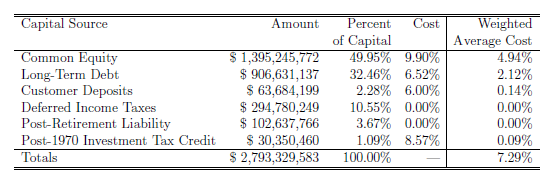 Capital Source Amount Percent Cost Weighted
of Capital Average Cost
Common Equity $ 1,395,245,772 49.95% 9.90% 4.94%
Long-Term Debt $ 906,631,137 32.46% 6.52% 2.12%
Customer Deposits $ 63,684,199 2.28% 6.00% 0.14%
Deferred Income Taxes $ 294,780,249 10.55% 0.00% 0.00%
Post-Retirement Liability $ 102,637,766 3.67% 0.00% 0.00%
Post-1970 Investment Tax Credit $ 30,350,460 1.09% 8.57% 0.09%
Totals $ 2,793,329,583 100.00% — 7.29%